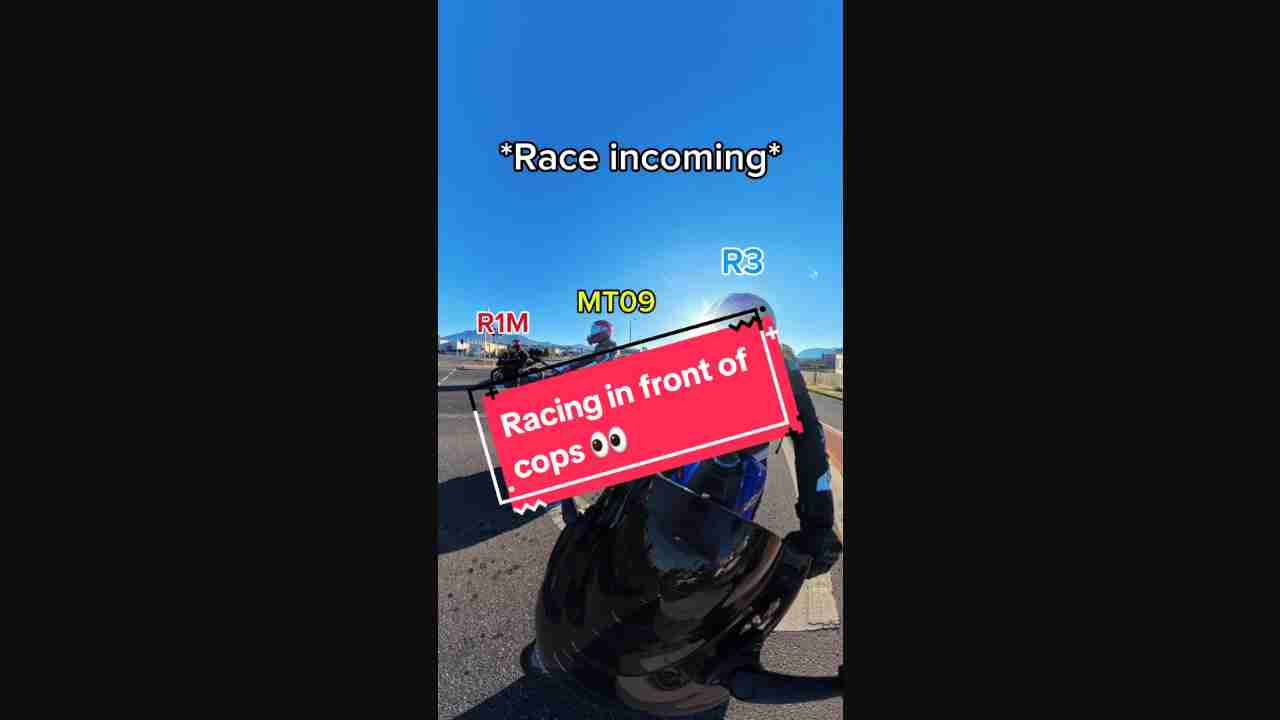 *Race incoming*
R3
MT09
R1M
Racing in front of
cops 👀